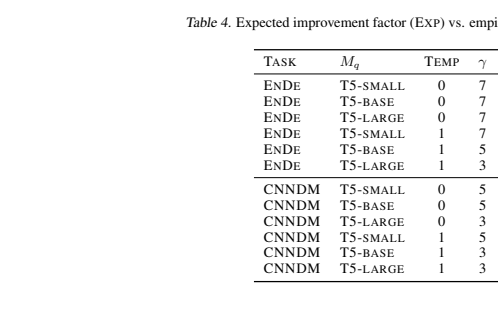 Table 4. Expected improvement factor (EXP) vs. empi
TASK M_q TEMP γ
ENDE T5-SMALL 0 7
ENDE T5-BASE 0 7
ENDE T5-LARGE 0 7
ENDE T5-SMALL 1 7
ENDE T5-BASE 1 5
ENDE T5-LARGE 1 3
CNNDM T5-SMALL 0 5
CNNDM T5-BASE 0 5
CNNDM T5-LARGE 0 3
CNNDM T5-SMALL 1 5
CNNDM T5-BASE 1 3
CNNDM T5-LARGE 1 3